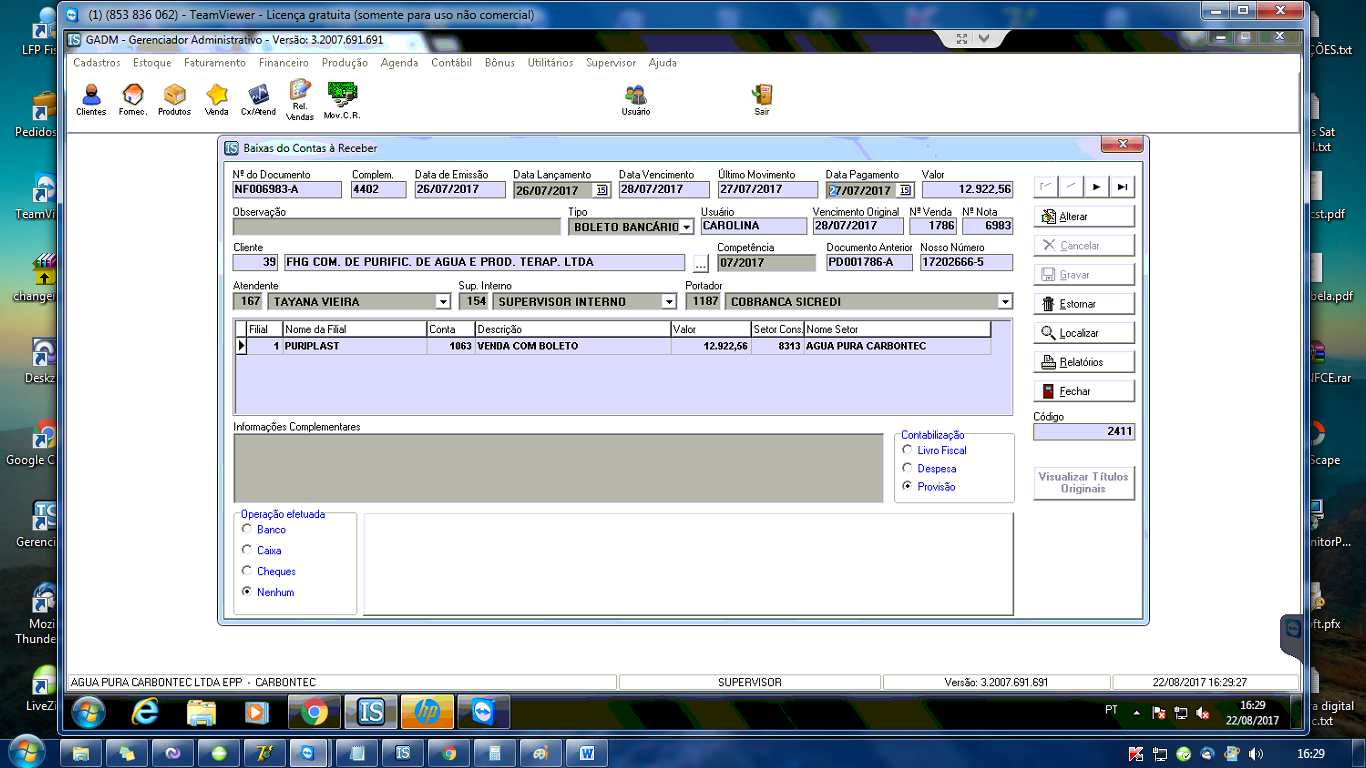 (1) (853 836 062) - TeamViewer - Licença gratuita (somente para uso não comercial)
LFP Fis
ÇÕES.txt
GADM - Gerenciador Administrativo - Versão: 3.2007.691.691
Cadastros Estoque Faturamento Financeiro Produção Agenda Contábil Bônus Utilitários Supervisor Ajuda
Clientes Fornec. Produtos Venda Cx/Atend Rel. Vendas Mov.C.R. Usuário Sair
Pedidos
s Sat
l.txt
Baixas do Contas à Receber
Nº do Documento Complem. Data de Emissão Data Lançamento Data Vencimento Último Movimento Data Pagamento Valor
NF006983-A 4402 26/07/2017 26/07/2017 28/07/2017 27/07/2017 27/07/2017 12.922,56
TeamV
cst.pdf
Observação Tipo Usuário Vencimento Original Nº Venda Nº Nota
BOLETO BANCÁRIO CAROLINA 28/07/2017 1786 6983
Alterar
Cliente Competência Documento Anterior Nosso Número
39 FHG COM. DE PURIFIC. DE AGUA E PROD. TERAP. LTDA ... 07/2017 PD001786-A 17202666-5
Cancelar
Gravar
Atendente Sup. Interno Portador
167 TAYANA VIEIRA 154 SUPERVISOR INTERNO 1187 COBRANCA SICREDI
Estornar
change
bela.pdf
Filial Nome da Filial Conta Descrição Valor Setor Cons. Nome Setor
1 PURIPLAST 1063 VENDA COM BOLETO 12.922,56 8313 AGUA PURA CARBONTEC
Localizar
Relatórios
Fechar
Deskz
NFCE.rar
Código
2411
Informações Complementares
Contabilização
Livro Fiscal
Despesa
Provisão
Visualizar Títulos
Originais
Google C
Scape
Operação efetuada
Banco
Caixa
Cheques
Nenhum
Gerenci
nitorP...
Mozi
Thunde
oft.pfx
AGUA PURA CARBONTEC LTDA EPP - CARBONTEC SUPERVISOR Versão: 3.2007.691.691 22/08/2017 16:29:27
LiveZi
a digital
c.txt
IS hp PT 16:29
22/08/2017
IS W 16:29